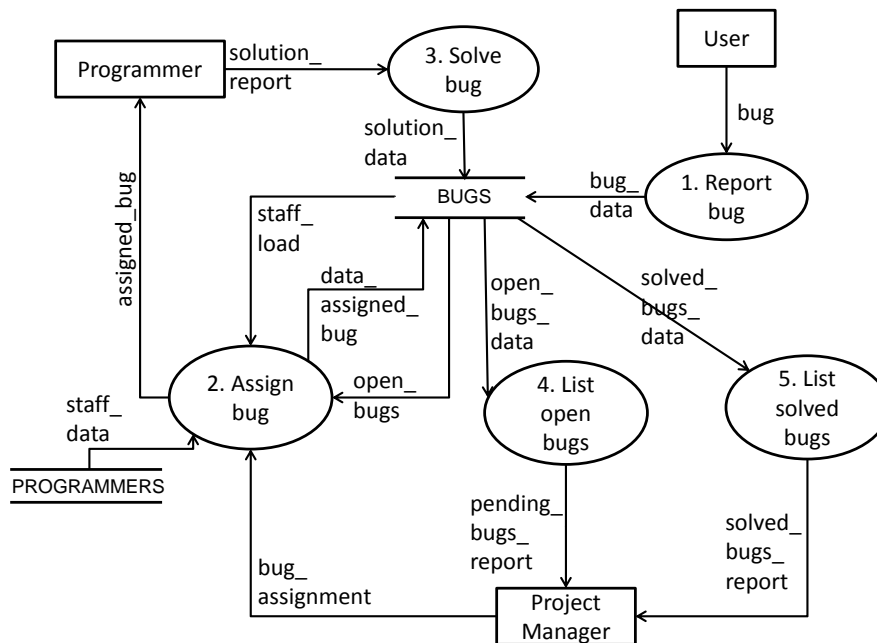 Programmer
solution_
report
3. Solve
bug
User
bug
solution_
data
1. Report
bug
bug_
data
BUGS
assigned_bug
staff_
load
data_
assigned_
bug
open_
bugs_
data
solved_
bugs_
data
2. Assign
bug
open_
bugs
4. List
open
bugs
5. List
solved
bugs
staff_
data
PROGRAMMERS
pending_
bugs_
report
solved_
bugs_
report
bug_
assignment
Project
Manager